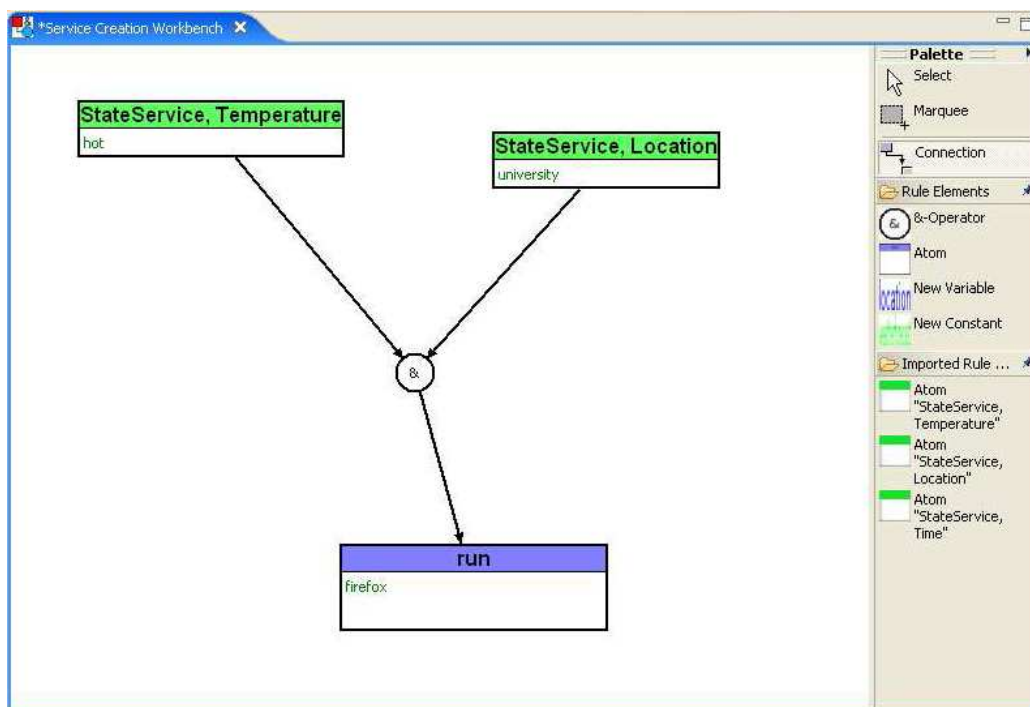 *Service Creation Workbench
StateService, Temperature
hot
StateService, Location
university
&
run
firefox
Palette
Select
Marquee
Connection
Rule Elements
&
&-Operator
Atom
location
New Variable
New Constant
Imported Rule ...
Atom
"StateService,
Temperature"
Atom
"StateService,
Location"
Atom
"StateService,
Time"